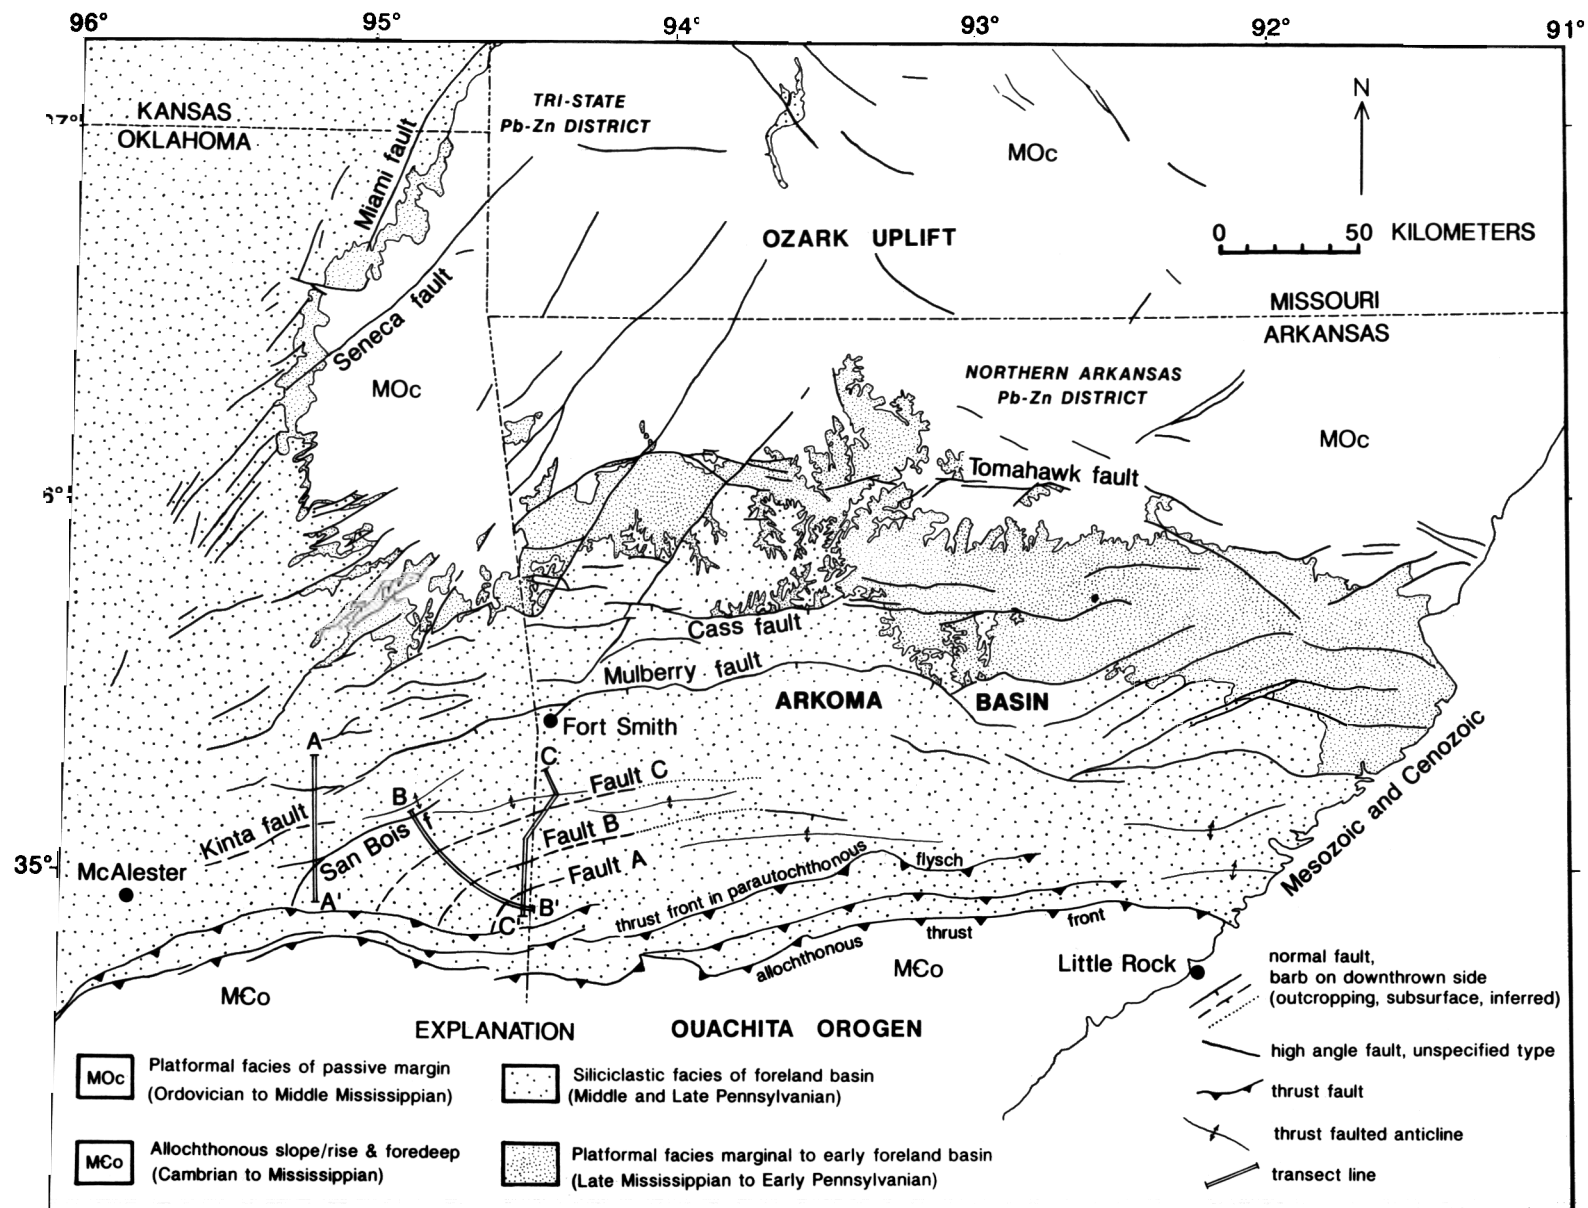 96° 95° 94° 93° 92° 91°
KANSAS
17°
OKLAHOMA
Miami fault
TRI-STATE
Pb-Zn DISTRICT
MOc
N
OZARK UPLIFT
0 50 KILOMETERS
Seneca fault
MISSOURI
ARKANSAS
MOc
NORTHERN ARKANSAS
Pb-Zn DISTRICT
MOc
Tomahawk fault
6°
Cass fault
Mulberry fault
ARKOMA BASIN
Fort Smith
A
C
Fault C
B
Kinta fault
San Bois f
Fault B
Fault A
35°
McAlester
A'
B'
C'
thrust front in parautochthonous flysch
allochthonous thrust front
Mesozoic and Cenozoic
Little Rock
MЄo
MЄo
OUACHITA OROGEN
EXPLANATION
MOc
Platformal facies of passive margin
(Ordovician to Middle Mississippian)
MЄo
Allochthonous slope/rise & foredeep
(Cambrian to Mississippian)
Siliciclastic facies of foreland basin
(Middle and Late Pennsylvanian)
Platformal facies marginal to early foreland basin
(Late Mississippian to Early Pennsylvanian)
normal fault,
barb on downthrown side
(outcropping, subsurface, inferred)
high angle fault, unspecified type
thrust fault
thrust faulted anticline
transect line